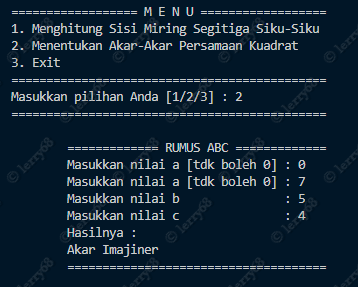 ================== M E N U ==================
1. Menghitung Sisi Miring Segitiga Siku-Siku
2. Menentukan Akar-Akar Persamaan Kuadrat
3. Exit
=============================================
Masukkan pilihan Anda [1/2/3] : 2
=============================================
============ RUMUS ABC =============
Masukkan nilai a [tdk boleh 0] : 0
Masukkan nilai a [tdk boleh 0] : 7
Masukkan nilai b : 5
Masukkan nilai c : 4
Hasilnya :
Akar Imajiner
=====================================
© lerry68